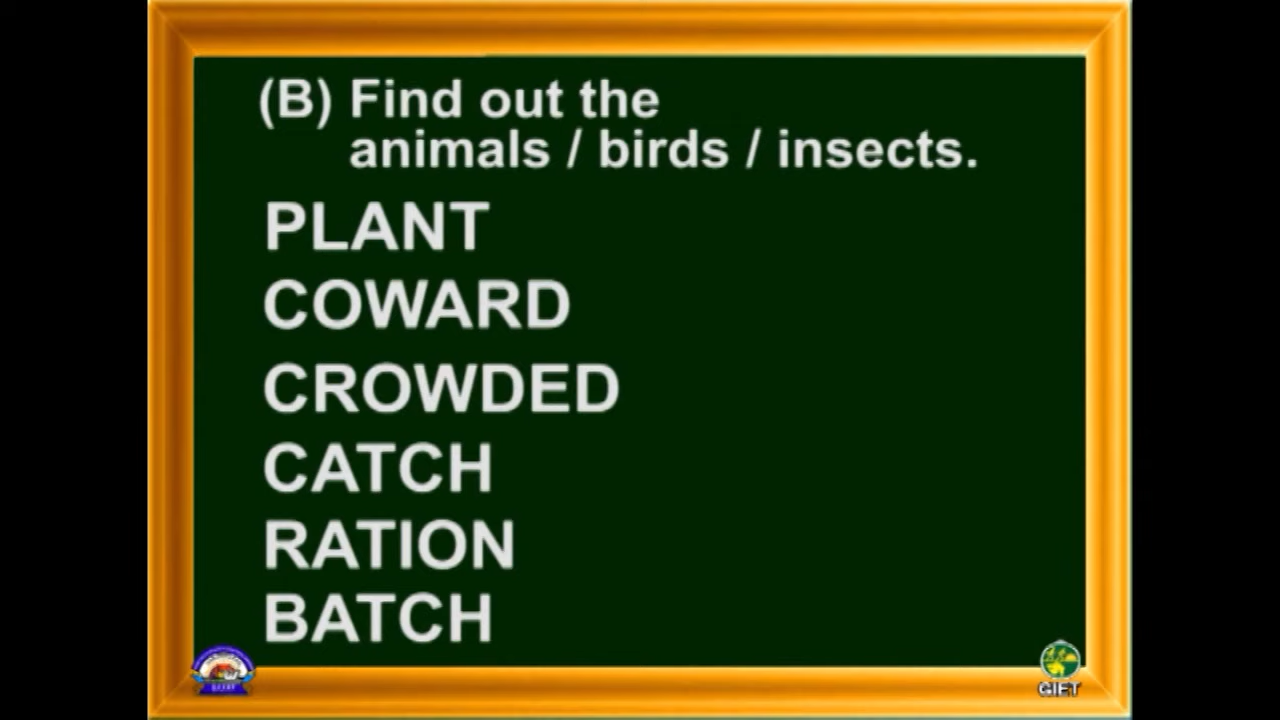 (B) Find out the
animals / birds / insects.
PLANT
COWARD
CROWDED
CATCH
RATION
BATCH
GIET